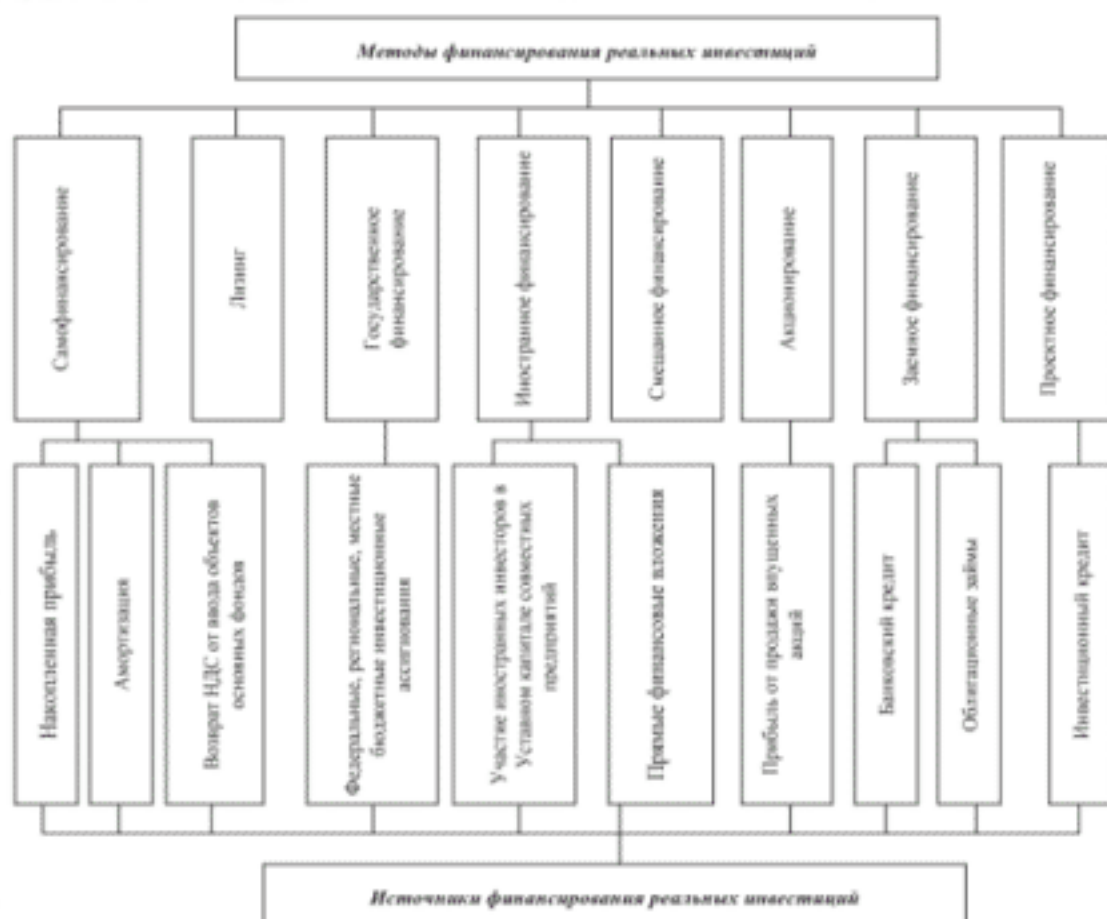 Методы финансирования реальных инвестиций
Самофинансирование
Лизинг
Государственное
финансирование
Иностранное финансирование
Смешанное финансирование
Акционирование
Заемное финансирование
Проектное финансирование
Накопленная прибыль
Амортизация
Возврат НДС от ввода объектов
основных фондов
Федеральные, региональные, местные
бюджетные инвестиционные
ассигнования
Участие иностранных инвесторов в
Уставном капитале совместных
предприятий
Прямые финансовые вложения
Прибыль от продажи впущенных
акций
Банковский кредит
Облигационные займы
Инвестиционный кредит
Источники финансирования реальных инвестиций